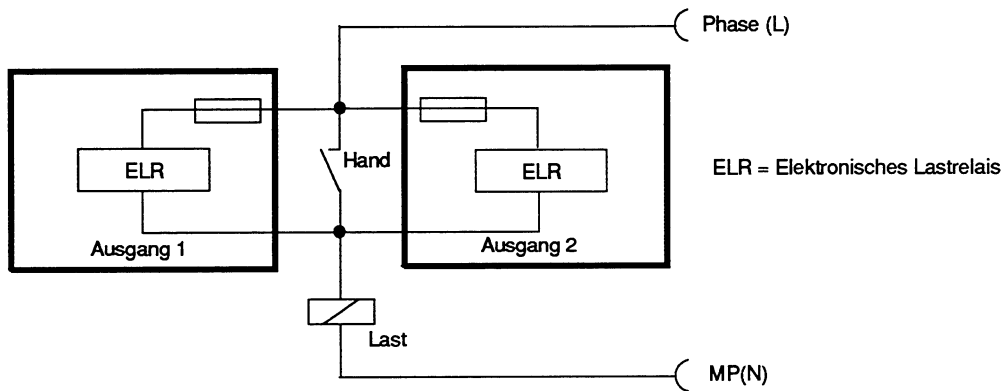 Phase (L)
ELR
Hand
ELR
ELR = Elektronisches Lastrelais
Ausgang 1
Ausgang 2
Last
MP(N)